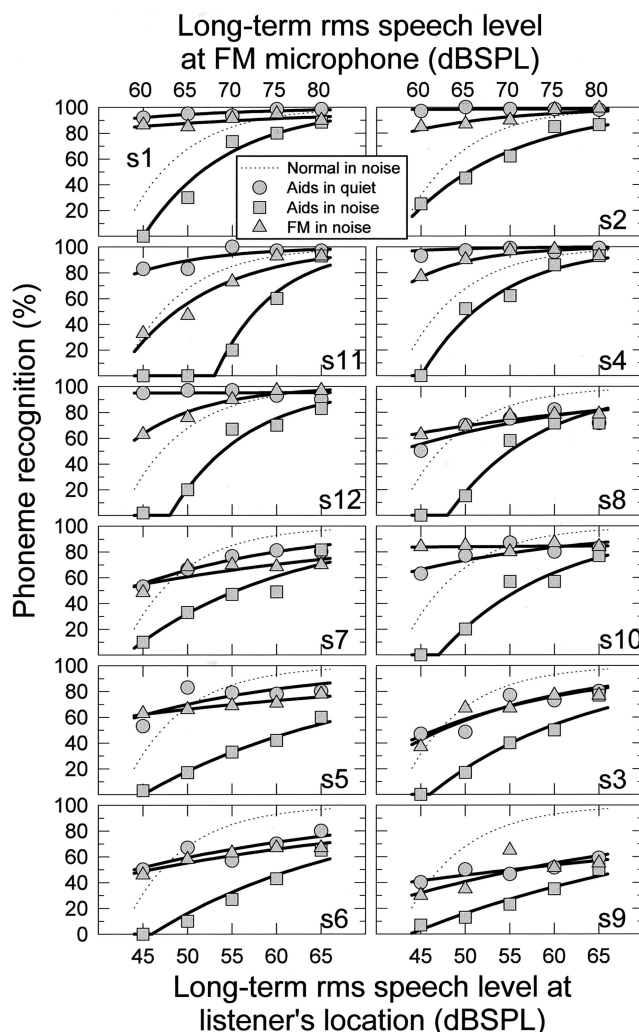 Long-term rms speech level
at FM microphone (dBSPL)
60 65 70 75 80 60 65 70 75 80
Phoneme recognition (%)
100
80
60
40
20
s1
Normal in noise
Aids in quiet
Aids in noise
FM in noise
s2
100
80
60
40
20
s11
s4
100
80
60
40
20
s12
s8
100
80
60
40
20
s7
s10
100
80
60
40
20
s5
s3
100
80
60
40
20
0
s6
s9
45 50 55 60 65 45 50 55 60 65
Long-term rms speech level at
listener's location (dBSPL)